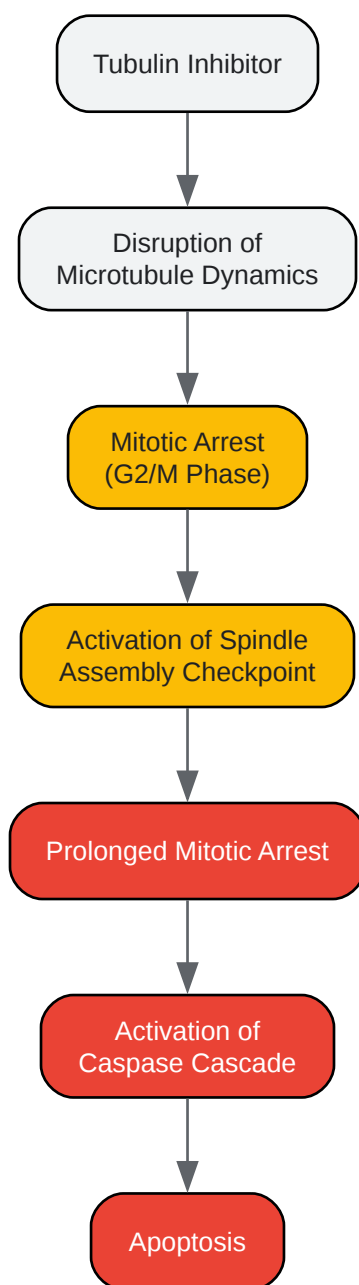 Tubulin Inhibitor
Disruption of
Microtubule Dynamics
Mitotic Arrest
(G2/M Phase)
Activation of Spindle
Assembly Checkpoint
Prolonged Mitotic Arrest
Activation of
Caspase Cascade
Apoptosis